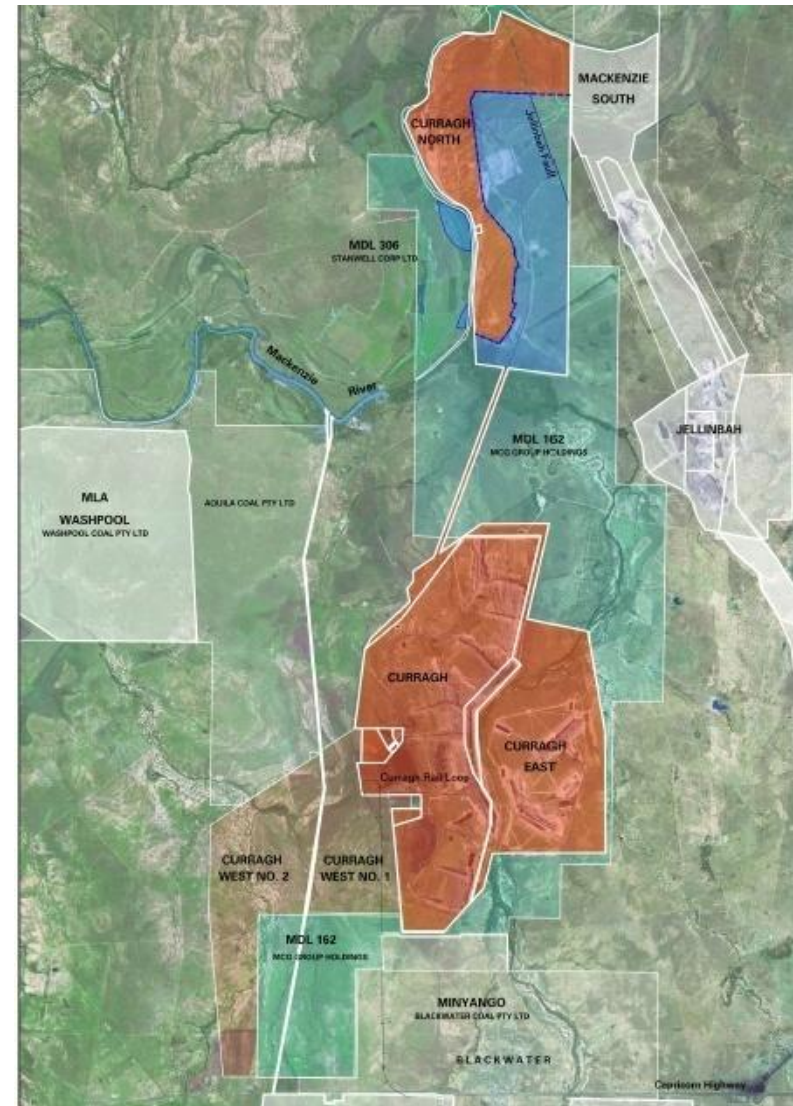 MACKENZIE
SOUTH
CURRAGH
NORTH
Jellinbah Fault
MDL 306
STANWELL CORP LTD
Mackenzie
River
JELLINBAH
MDL 162
MCG GROUP HOLDINGS
MLA
WASHPOOL
WASHPOOL COAL PTY LTD
AQUILA COAL PTY LTD
CURRAGH
CURRAGH
EAST
Curragh Rail Loop
CURRAGH
WEST NO. 2
CURRAGH
WEST NO. 1
MDL 162
MCG GROUP HOLDINGS
MINYANGO
BLACKWATER COAL PTY LTD
BLACKWATER
Capricorn Highway